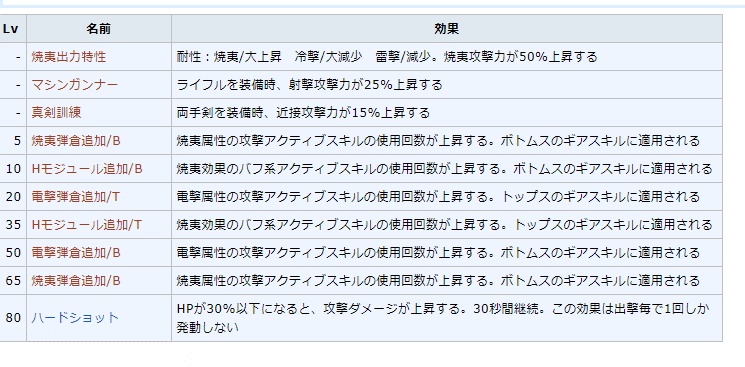 Lv 名前 効果
- 焼夷出力特性 耐性：焼夷/大上昇　冷撃/大減少　雷撃/減少。焼夷攻撃力が50%上昇する
- マシンガンナー ライフルを装備時、射撃攻撃力が25%上昇する
- 真剣訓練 両手剣を装備時、近接攻撃力が15%上昇する
5 焼夷弾倉追加/B 焼夷属性の攻撃アクティブスキルの使用回数が上昇する。ボトムスのギアスキルに適用される
10 Hモジュール追加/B 焼夷効果のバフ系アクティブスキルの使用回数が上昇する。ボトムスのギアスキルに適用される
20 電撃弾倉追加/T 電撃属性の攻撃アクティブスキルの使用回数が上昇する。トップスのギアスキルに適用される
35 Hモジュール追加/T 焼夷効果のバフ系アクティブスキルの使用回数が上昇する。トップスのギアスキルに適用される
50 電撃弾倉追加/B 電撃属性の攻撃アクティブスキルの使用回数が上昇する。ボトムスのギアスキルに適用される
65 焼夷弾倉追加/B 焼夷属性の攻撃アクティブスキルの使用回数が上昇する。ボトムスのギアスキルに適用される
80 ハードショット HPが30%以下になると、攻撃ダメージが上昇する。30秒間継続。この効果は出撃毎で1回しか
発動しない